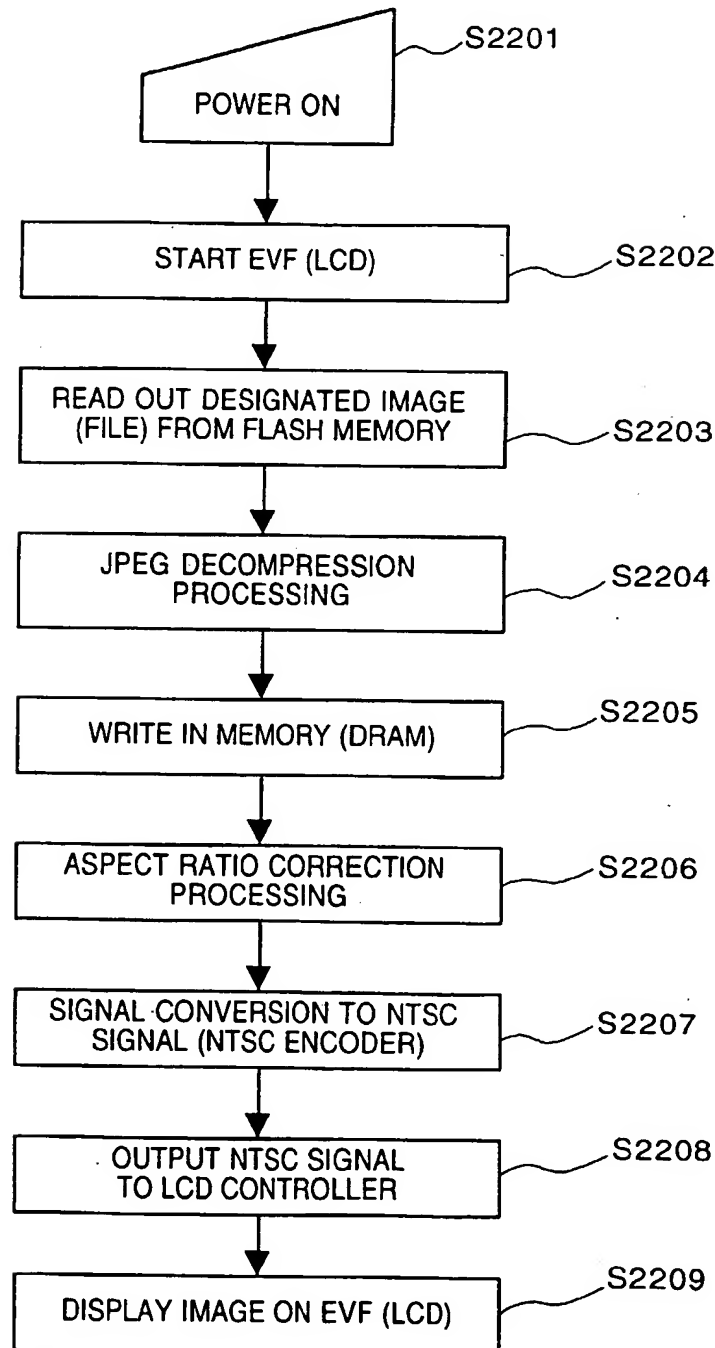 S2201
POWER ON
START EVF (LCD)
S2202
READ OUT DESIGNATED IMAGE
(FILE) FROM FLASH MEMORY
S2203
JPEG DECOMPRESSION
PROCESSING
S2204
WRITE IN MEMORY (DRAM)
S2205
ASPECT RATIO CORRECTION
PROCESSING
S2206
SIGNAL CONVERSION TO NTSC
SIGNAL (NTSC ENCODER)
S2207
OUTPUT NTSC SIGNAL
TO LCD CONTROLLER
S2208
DISPLAY IMAGE ON EVF (LCD)
S2209